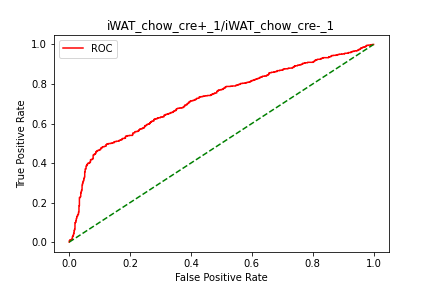 iWAT_chow_cre+_1/iWAT_chow_cre-_1
ROC
True Positive Rate
1.0
0.8
0.6
0.4
0.2
0.0
0.0 0.2 0.4 0.6 0.8 1.0
False Positive Rate